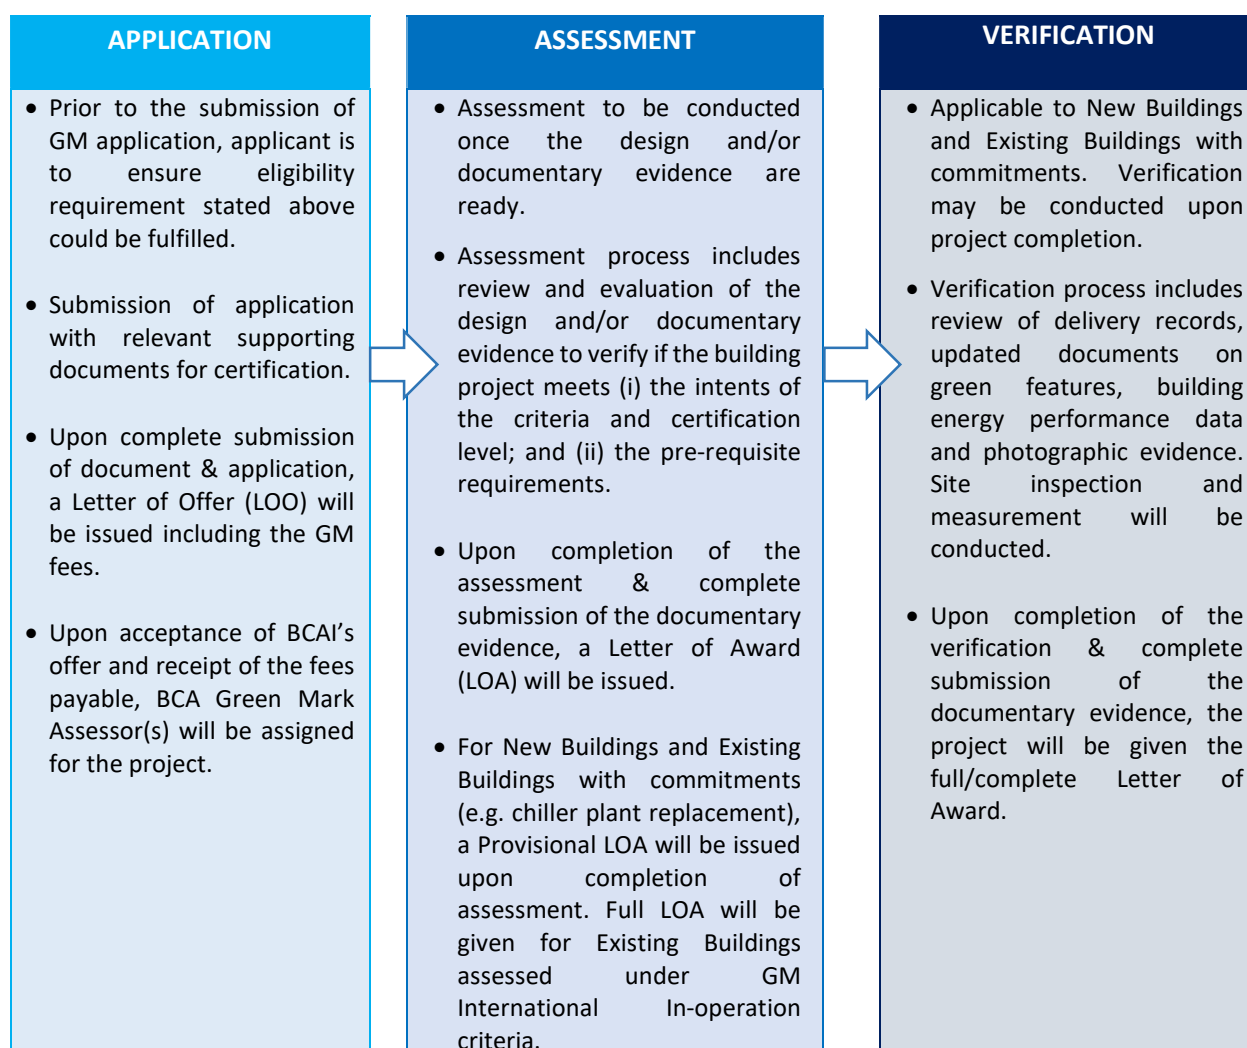 APPLICATION
• Prior to the submission of
GM application, applicant is
to ensure eligibility
requirement stated above
could be fulfilled.
• Submission of application
with relevant supporting
documents for certification.
• Upon complete submission
of document & application,
a Letter of Offer (LOO) will
be issued including the GM
fees.
• Upon acceptance of BCAI’s
offer and receipt of the fees
payable, BCA Green Mark
Assessor(s) will be assigned
for the project.
ASSESSMENT
• Assessment to be conducted
once the design and/or
documentary evidence are
ready.
• Assessment process includes
review and evaluation of the
design and/or documentary
evidence to verify if the building
project meets (i) the intents of
the criteria and certification
level; and (ii) the pre-requisite
requirements.
• Upon completion of the
assessment & complete
submission of the documentary
evidence, a Letter of Award
(LOA) will be issued.
• For New Buildings and Existing
Buildings with commitments
(e.g. chiller plant replacement),
a Provisional LOA will be issued
upon completion of
assessment. Full LOA will be
given for Existing Buildings
assessed under GM
International In-operation
criteria.
VERIFICATION
• Applicable to New Buildings
and Existing Buildings with
commitments. Verification
may be conducted upon
project completion.
• Verification process includes
review of delivery records,
updated documents on
green features, building
energy performance data
and photographic evidence.
Site inspection and
measurement will be
conducted.
• Upon completion of the
verification & complete
submission of the
documentary evidence, the
project will be given the
full/complete Letter of
Award.